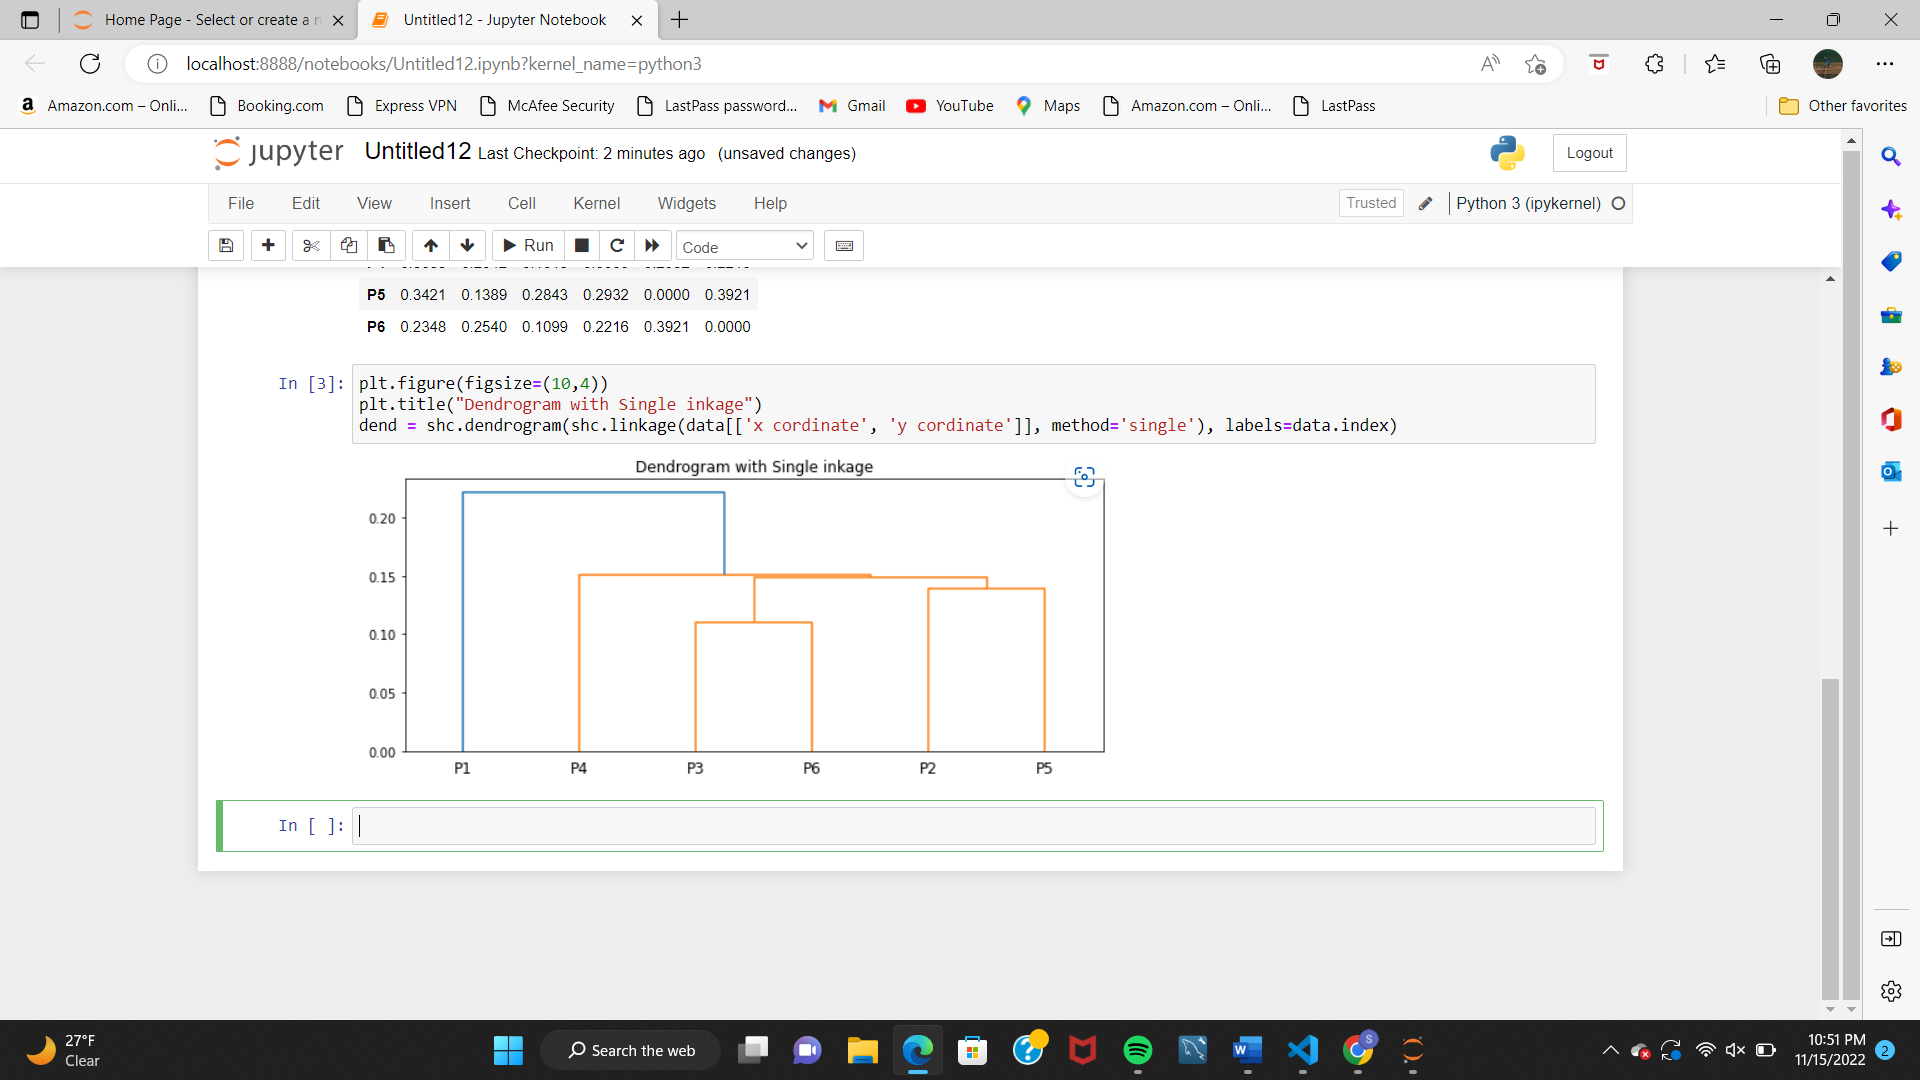 Home Page - Select or create a n
Untitled12 - Jupyter Notebook
localhost:8888/notebooks/Untitled12.ipynb?kernel_name=python3
Amazon.com – Onli... Booking.com Express VPN McAfee Security LastPass password... Gmail YouTube Maps Amazon.com – Onli... LastPass Other favorites
jupyter Untitled12 Last Checkpoint: 2 minutes ago (unsaved changes) Logout
File Edit View Insert Cell Kernel Widgets Help Trusted Python 3 (ipykernel)
Run Code
P5 0.3421 0.1389 0.2843 0.2932 0.0000 0.3921
P6 0.2348 0.2540 0.1099 0.2216 0.3921 0.0000
In [3]: plt.figure(figsize=(10,4))
plt.title("Dendrogram with Single inkage")
dend = shc.dendrogram(shc.linkage(data[['x cordinate', 'y cordinate']], method='single'), labels=data.index)
Dendrogram with Single inkage
0.20
0.15
0.10
0.05
0.00
P1 P4 P3 P6 P2 P5
In [ ]:
27°F
Clear
Search the web
10:51 PM
11/15/2022
2